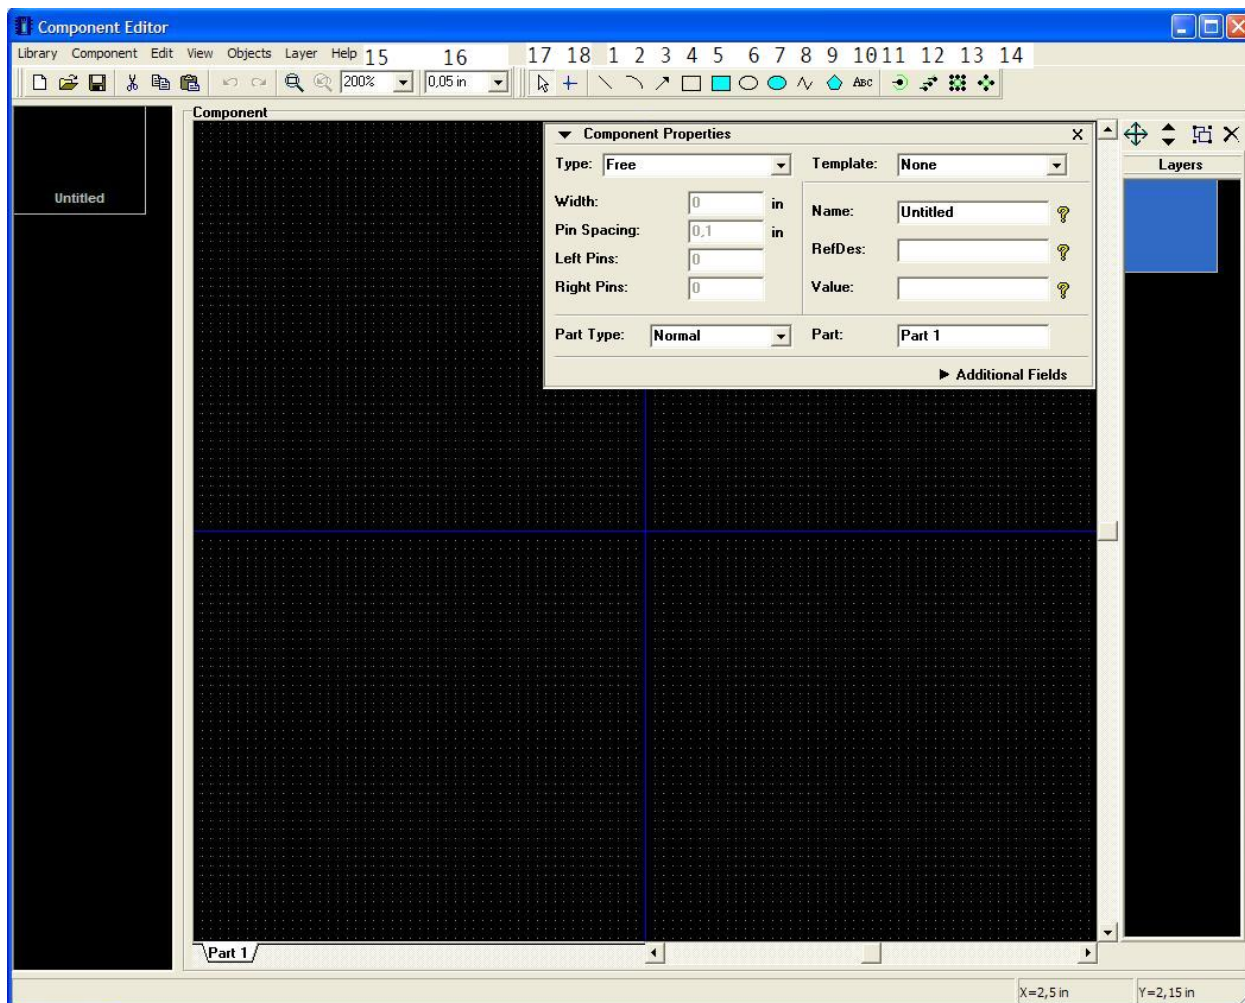 Component Editor
Library Component Edit View Objects Layer Help 15 16 17 18 1 2 3 4 5 6 7 8 9 10 11 12 13 14
200% 0,05 in ABC
Component
Component Properties X
Type: Free Template: None
Layers
Untitled
Width: 0 in
Name: Untitled ?
Pin Spacing: 0,1 in
RefDes: ?
Left Pins: 0
Right Pins: 0
Value: ?
Part Type: Normal Part: Part 1
Additional Fields
Part 1
X=2,5 in Y=2,15 in